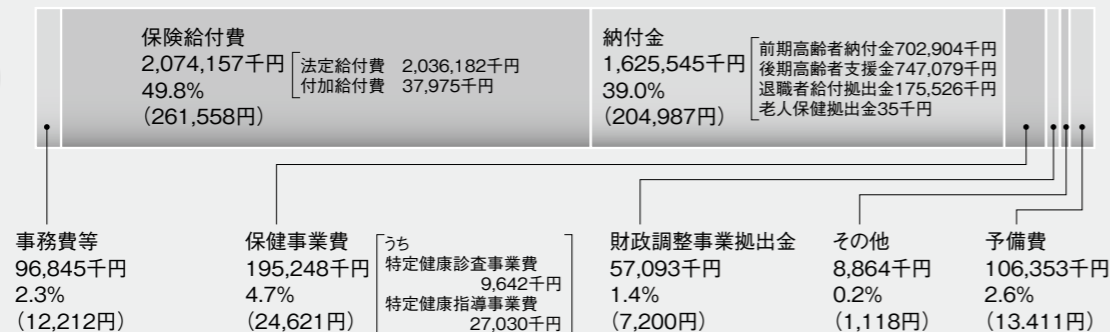 保険給付費
2,074,157千円
法定給付費 2,036,182千円
付加給付費 37,975千円
49.8%
(261,558円)
納付金
1,625,545千円
前期高齢者納付金702,904千円
後期高齢者支援金747,079千円
退職者給付拠出金175,526千円
老人保健拠出金35千円
39.0%
(204,987円)
事務費等
96,845千円
2.3%
(12,212円)
保健事業費
195,248千円
4.7%
(24,621円)
うち
特定健康診査事業費
9,642千円
特定健康指導事業費
27,030千円
財政調整事業拠出金
57,093千円
1.4%
(7,200円)
その他
8,864千円
0.2%
(1,118円)
予備費
106,353千円
2.6%
(13.411円)